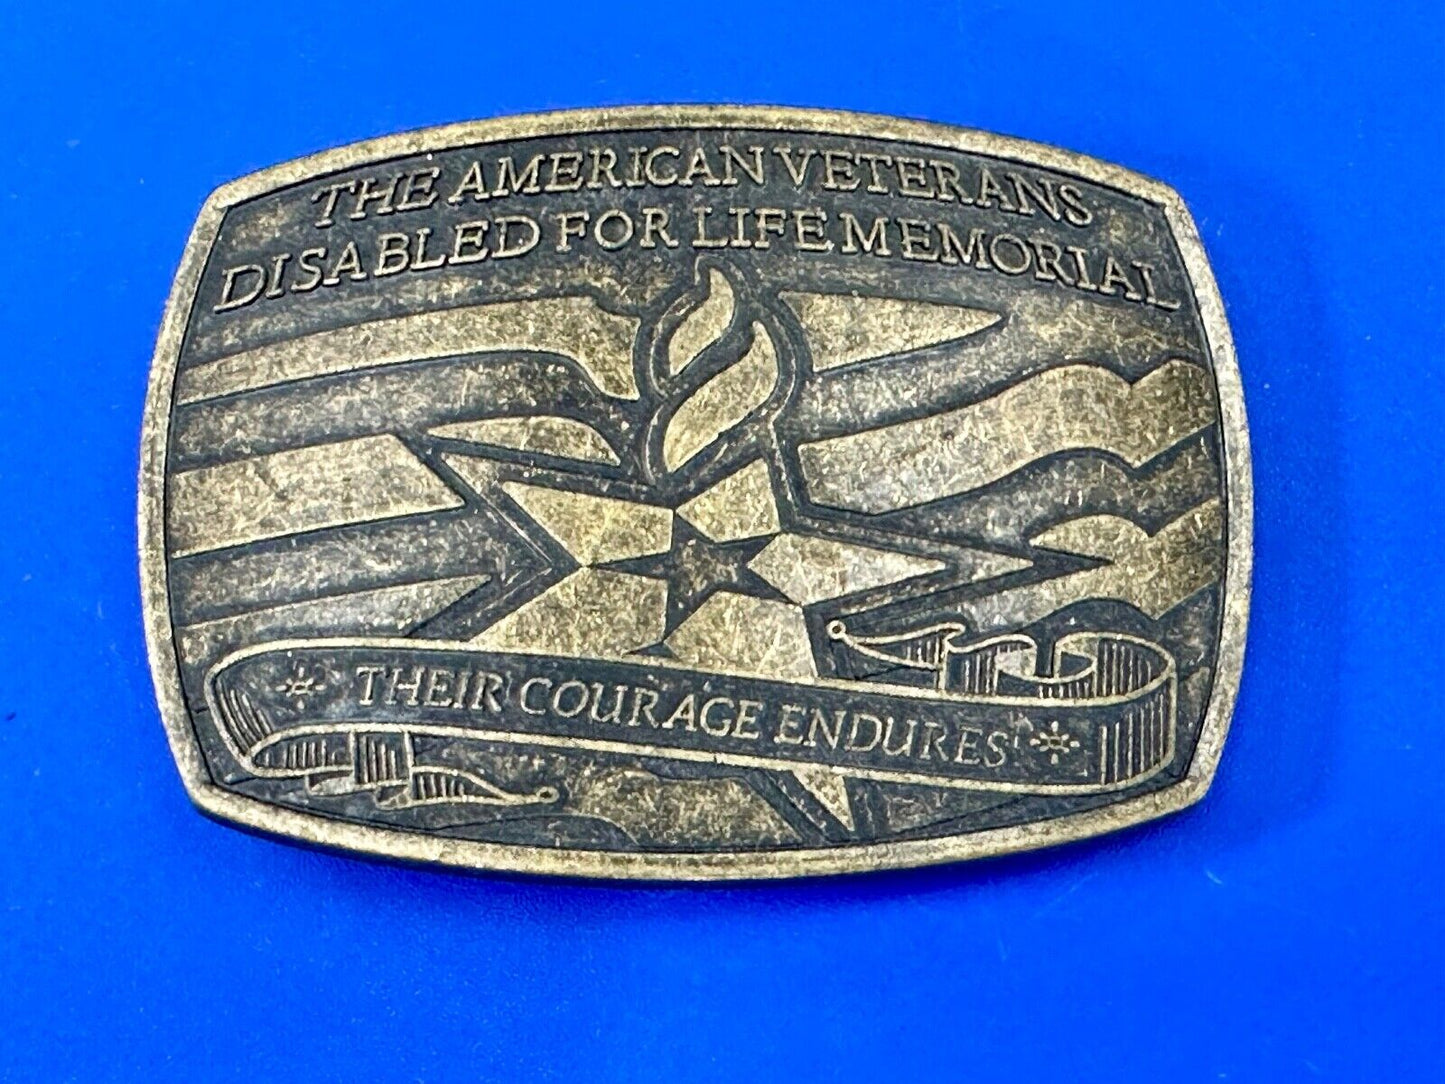 THE AMERICAN VETERANS
DISABLED FOR LIFE MEMORIAL
THEIR COURAGE ENDURES